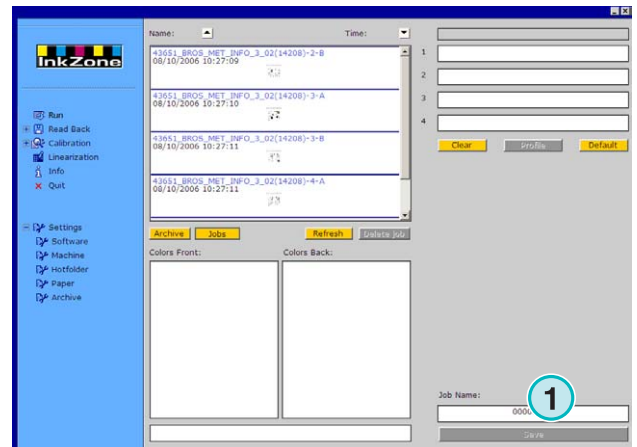 InkZone
Run
Read Back
Calibration
Linearization
Info
Quit
Settings
Software
Machine
Hotfolder
Paper
Archive
Name: Time:
43651_BROS_MET_INFO_3_02(14208)-2-B
08/10/2006 10:27:09
43651_BROS_MET_INFO_3_02(14208)-3-A
08/10/2006 10:27:10
43651_BROS_MET_INFO_3_02(14208)-3-B
08/10/2006 10:27:11
43651_BROS_MET_INFO_3_02(14208)-4-A
08/10/2006 10:27:11
Archive Jobs Refresh Delete job
Colors Front: Colors Back:
1
2
3
4
Clear Profile Default
Job Name:
1
Save